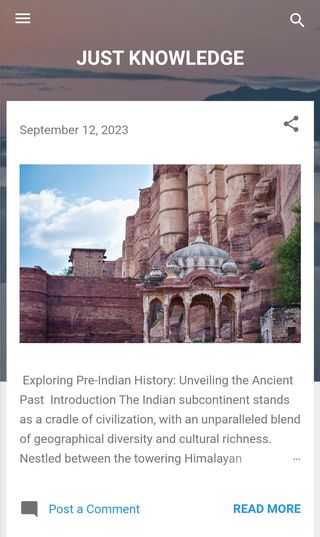 JUST KNOWLEDGE
September 12, 2023
Exploring Pre-Indian History: Unveiling the Ancient
Past Introduction The Indian subcontinent stands
as a cradle of civilization, with an unparalleled blend
of geographical diversity and cultural richness.
Nestled between the towering Himalayan ...
Post a Comment
READ MORE